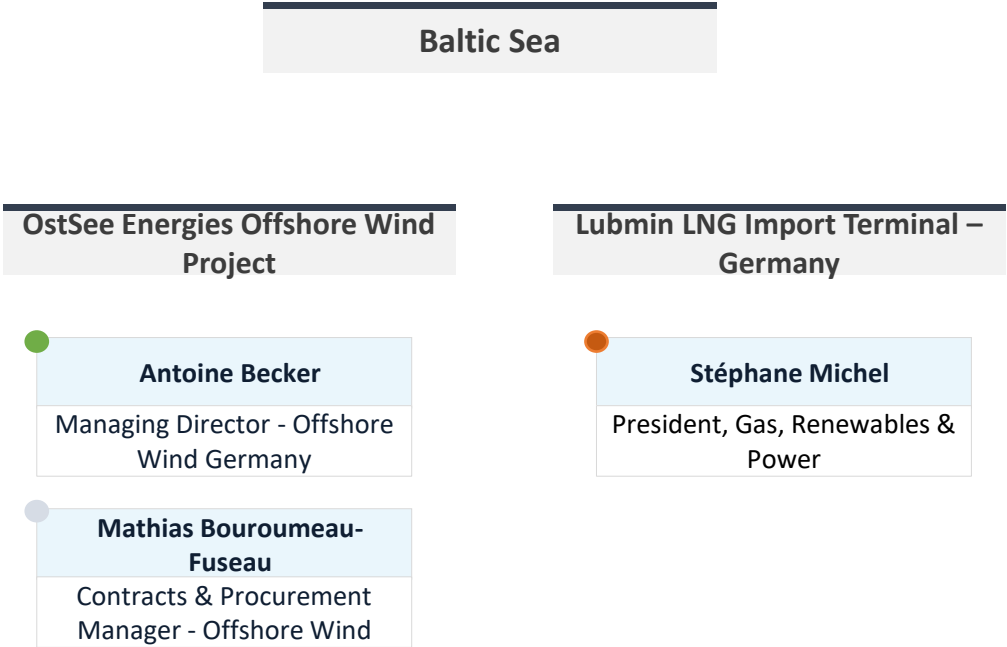 Baltic Sea
OstSee Energies Offshore Wind
Project
Antoine Becker
Managing Director - Offshore
Wind Germany
Mathias Bouroumeau-
Fuseau
Contracts & Procurement
Manager - Offshore Wind
Lubmin LNG Import Terminal –
Germany
Stéphane Michel
President, Gas, Renewables &
Power